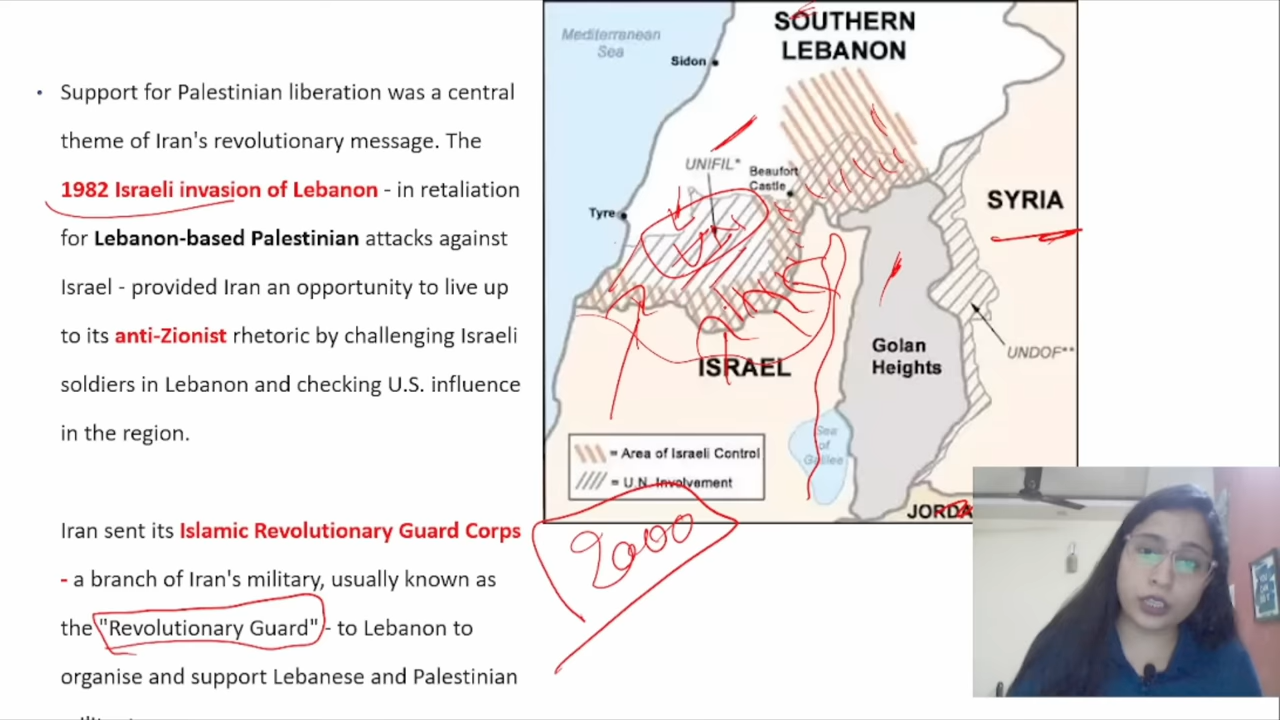 • Support for Palestinian liberation was a central
theme of Iran's revolutionary message. The
1982 Israeli invasion of Lebanon - in retaliation
for Lebanon-based Palestinian attacks against
Israel - provided Iran an opportunity to live up
to its anti-Zionist rhetoric by challenging Israeli
soldiers in Lebanon and checking U.S. influence
in the region.
Iran sent its Islamic Revolutionary Guard Corps
- a branch of Iran's military, usually known as
the "Revolutionary Guard" - to Lebanon to
organise and support Lebanese and Palestinian
SOUTHERN
LEBANON
Mediterranean
Sea
Sidon
UNIFIL*
Beaufort
Castle
Tyre
SYRIA
ISRAEL
Golan
Heights
UNDOF**
Sea
of
Galilee
= Area of Israeli Control
= U.N. Involvement
JORDA
2000